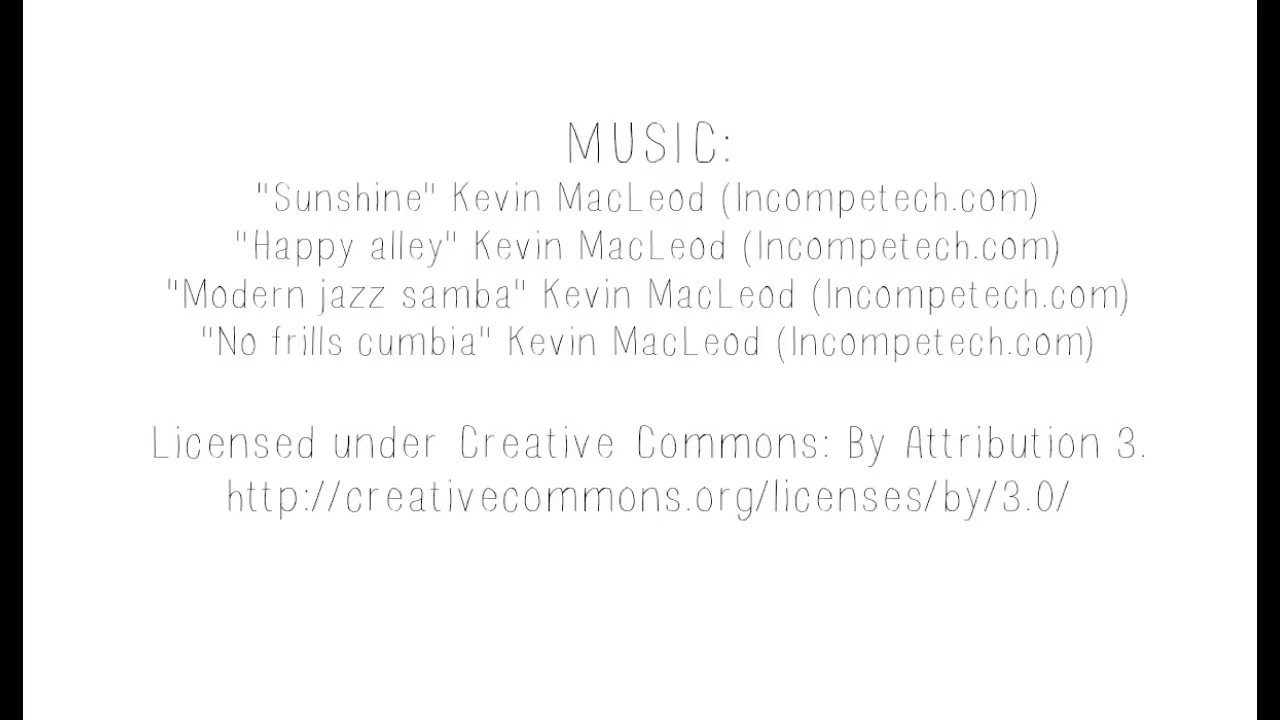 MUSIC:
"Sunshine" Kevin MacLeod (Incompetech.com)
"Happy alley" Kevin MacLeod (Incompetech.com)
"Modern jazz samba" Kevin MacLeod (Incompetech.com)
"No frills cumbia" Kevin MacLeod (Incompetech.com)
Licensed under Creative Commons: By Attribution 3.
http://creativecommons.org/licenses/by/3.0/